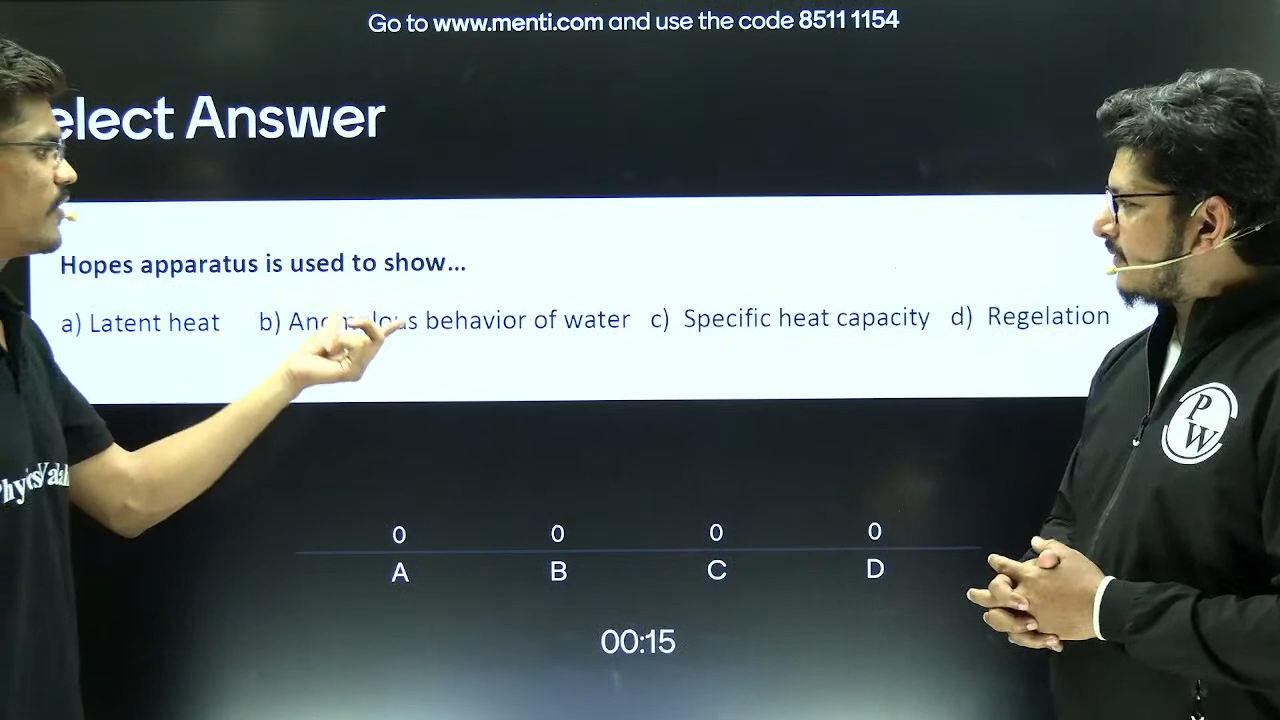 Go to www.menti.com and use the code 8511 1154
elect Answer
Hopes apparatus is used to show...
a) Latent heat b) Anomalous behavior of water c) Specific heat capacity d) Regelation
0 0 0 0
A B C D
00:15
PW